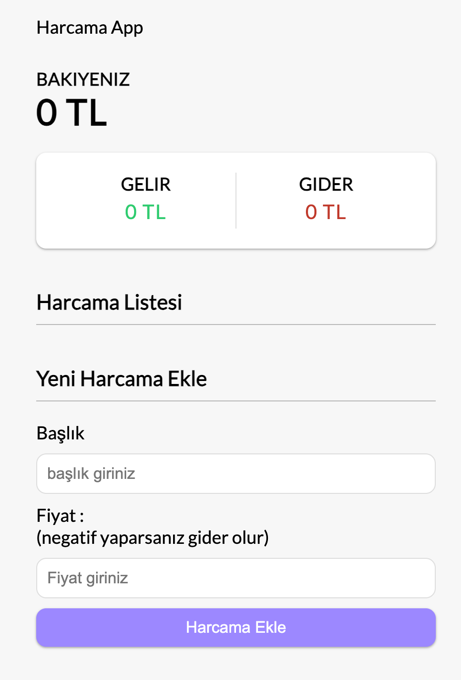 Harcama App
BAKIYENIZ
0 TL
GELIR
0 TL
GIDER
0 TL
Harcama Listesi
Yeni Harcama Ekle
Başlık
başlık giriniz
Fiyat :
(negatif yaparsanız gider olur)
Fiyat giriniz
Harcama Ekle